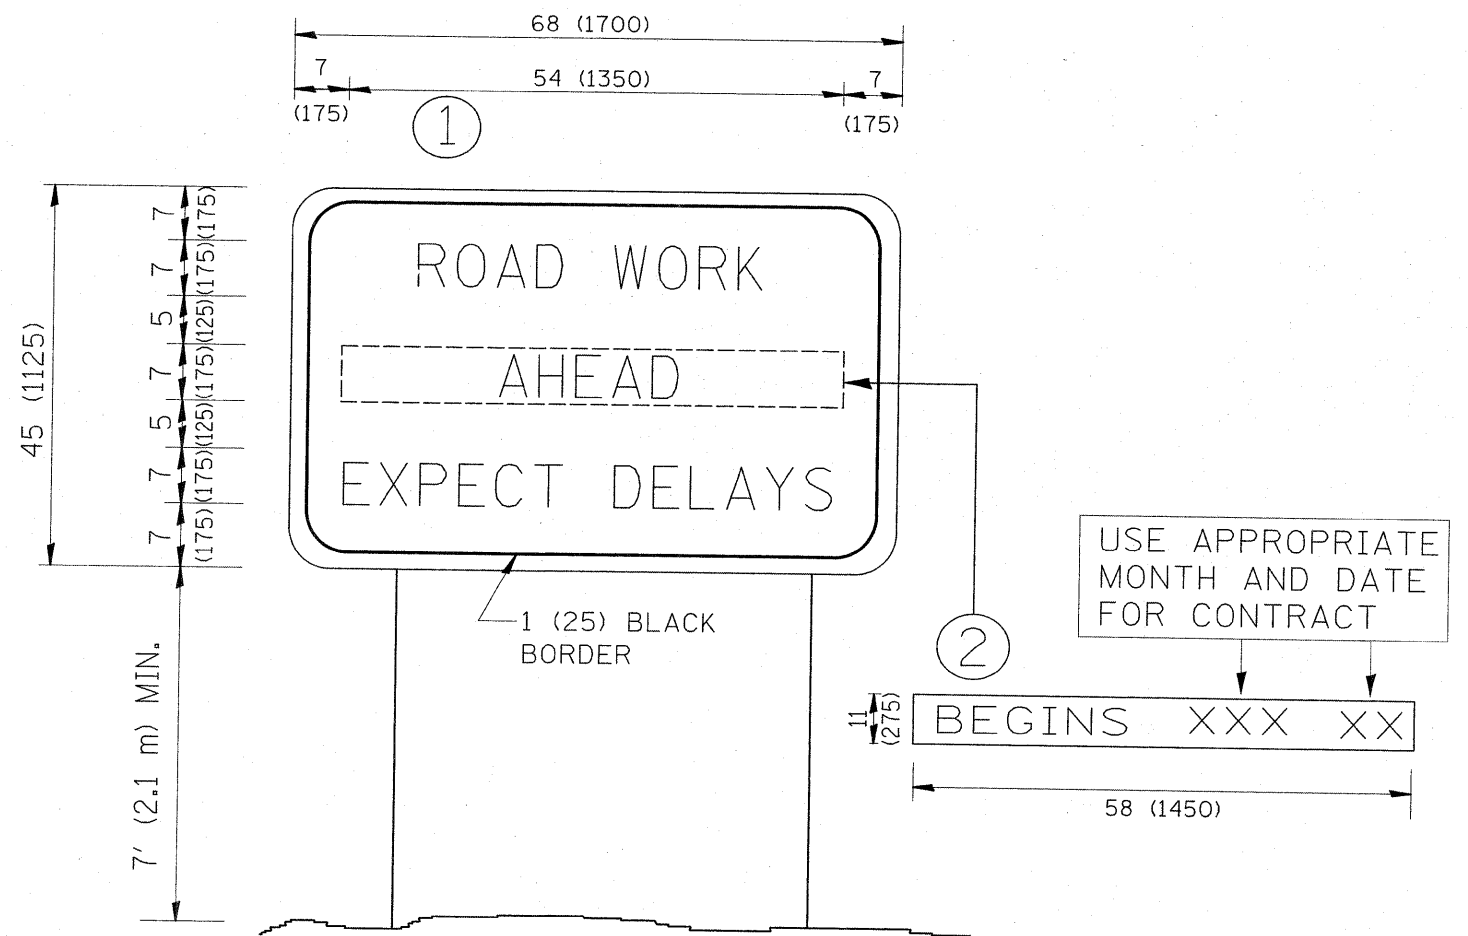 68 (1700)
7
54 (1350)
7
(175)
(175)
1
7
(175)
7
(175)
5
(125)
7
(175)
5
(125)
7
(175)
7
(175)
45 (1125)
7' (2.1 m) MIN.
ROAD WORK
AHEAD
EXPECT DELAYS
1 (25) BLACK
BORDER
2
USE APPROPRIATE
MONTH AND DATE
FOR CONTRACT
11
(275)
BEGINS XXX XX
58 (1450)